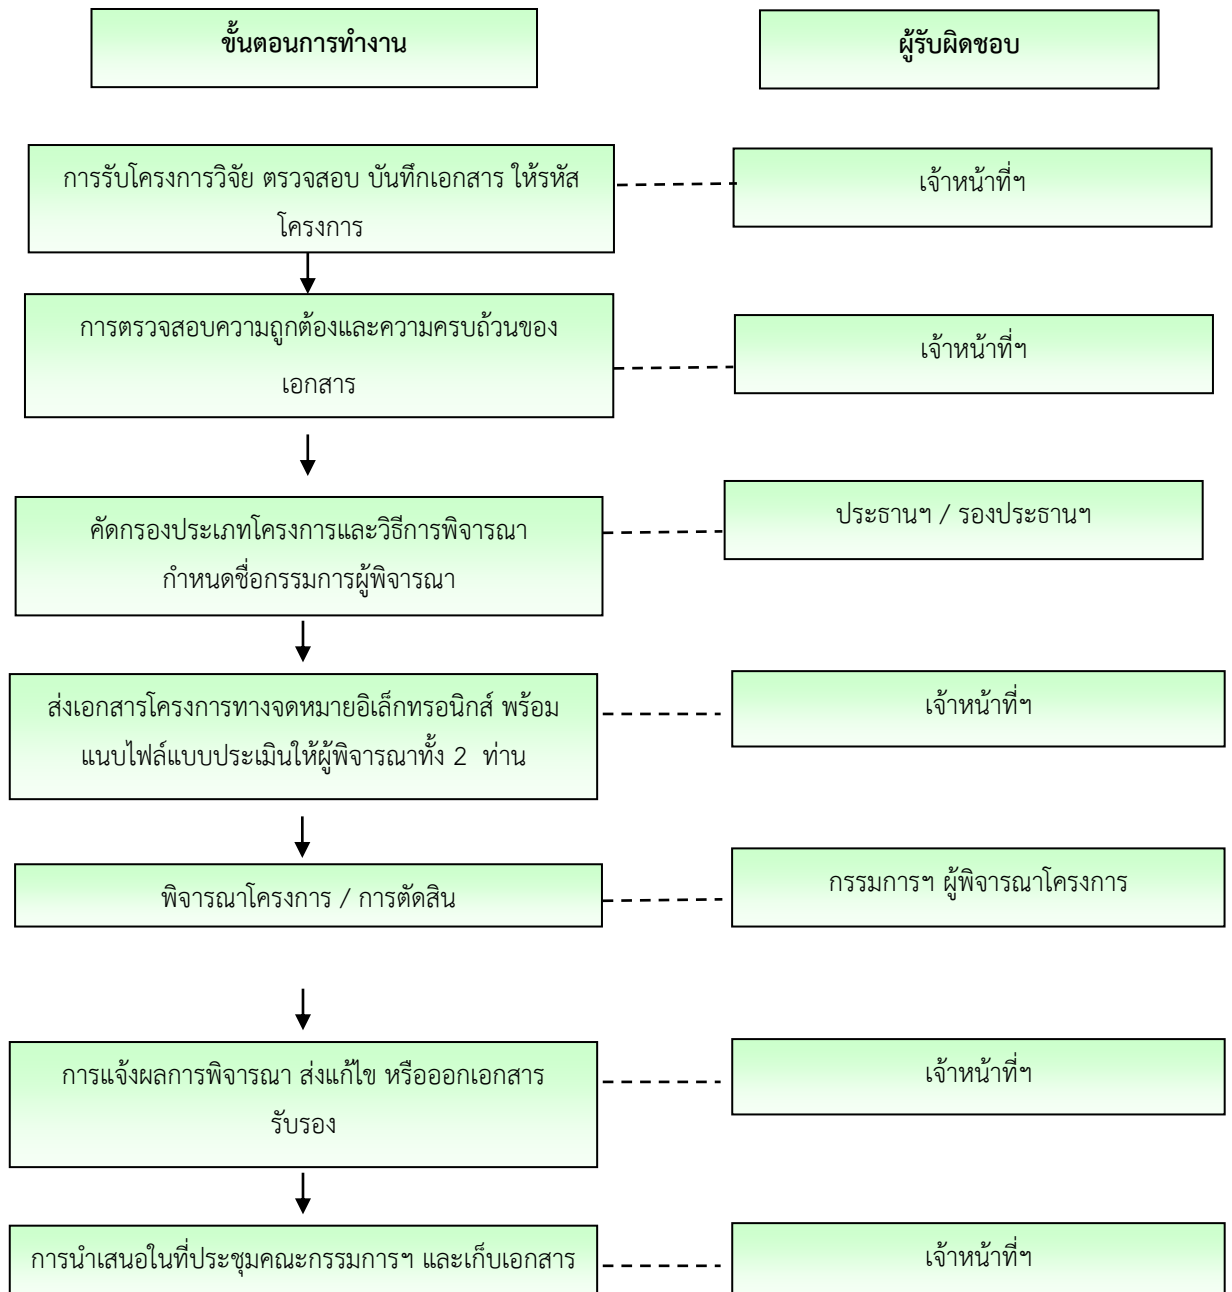 ขั้นตอนการทำงาน
ผู้รับผิดชอบ
การรับโครงการวิจัย ตรวจสอบ บันทึกเอกสาร ให้รหัส
โครงการ
เจ้าหน้าที่ฯ
การตรวจสอบความถูกต้องและความครบถ้วนของ
เอกสาร
เจ้าหน้าที่ฯ
คัดกรองประเภทโครงการและวิธีการพิจารณา
กำหนดชื่อกรรมการผู้พิจารณา
ประธานฯ / รองประธานฯ
ส่งเอกสารโครงการทางจดหมายอิเล็กทรอนิกส์ พร้อม
แนบไฟล์แบบประเมินให้ผู้พิจารณาทั้ง 2 ท่าน
เจ้าหน้าที่ฯ
พิจารณาโครงการ / การตัดสิน
กรรมการฯ ผู้พิจารณาโครงการ
การแจ้งผลการพิจารณา ส่งแก้ไข หรือออกเอกสาร
รับรอง
เจ้าหน้าที่ฯ
การนำเสนอในที่ประชุมคณะกรรมการฯ และเก็บเอกสาร
เจ้าหน้าที่ฯ